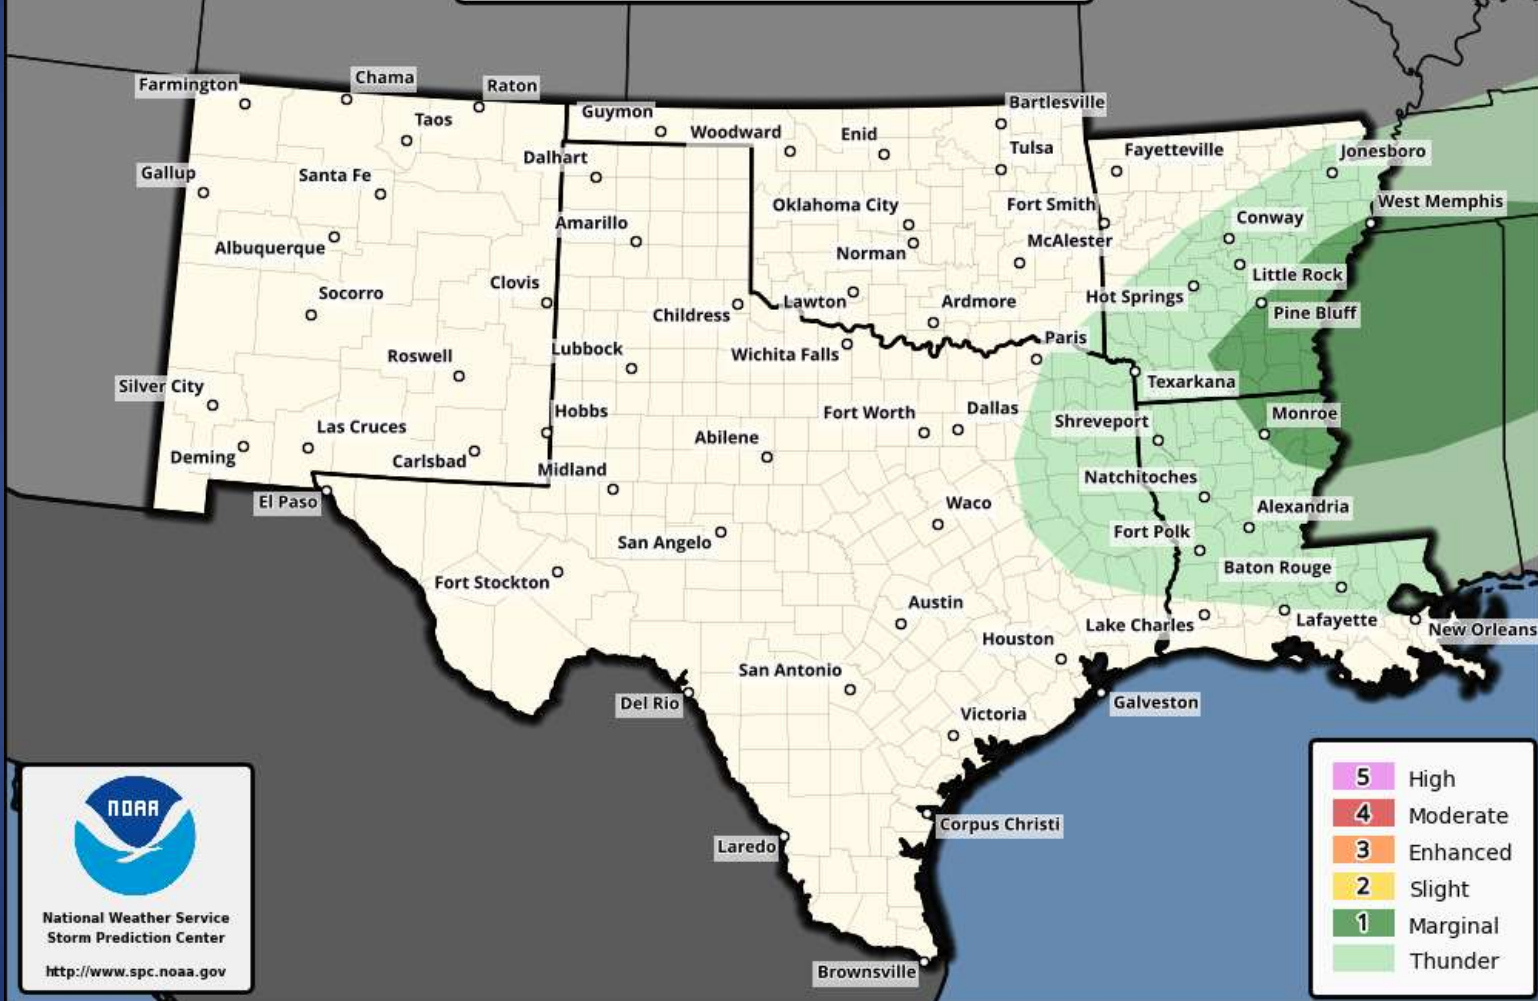 Farmington
Chama
Raton
Guymon
Bartlesville
Taos
Woodward
Enid
Tulsa
Fayetteville
Jonesboro
Dalhart
Gallup
Santa Fe
West Memphis
Oklahoma City
Fort Smith
Conway
Amarillo
Albuquerque
Norman
McAlester
Little Rock
Clovis
Socorro
Childress
Lawton
Ardmore
Hot Springs
Pine Bluff
Paris
Roswell
Lubbock
Wichita Falls
Silver City
Texarkana
Hobbs
Fort Worth
Dallas
Monroe
Las Cruces
Shreveport
Abilene
Deming
Carlsbad
Midland
Natchitoches
El Paso
Waco
Alexandria
San Angelo
Fort Polk
Baton Rouge
Fort Stockton
Austin
Lake Charles
Lafayette
New Orleans
Houston
San Antonio
Del Rio
Galveston
Victoria
Corpus Christi
Laredo
Brownsville
NOAA
National Weather Service
Storm Prediction Center
http://www.spc.noaa.gov
5 High
4 Moderate
3 Enhanced
2 Slight
1 Marginal
Thunder